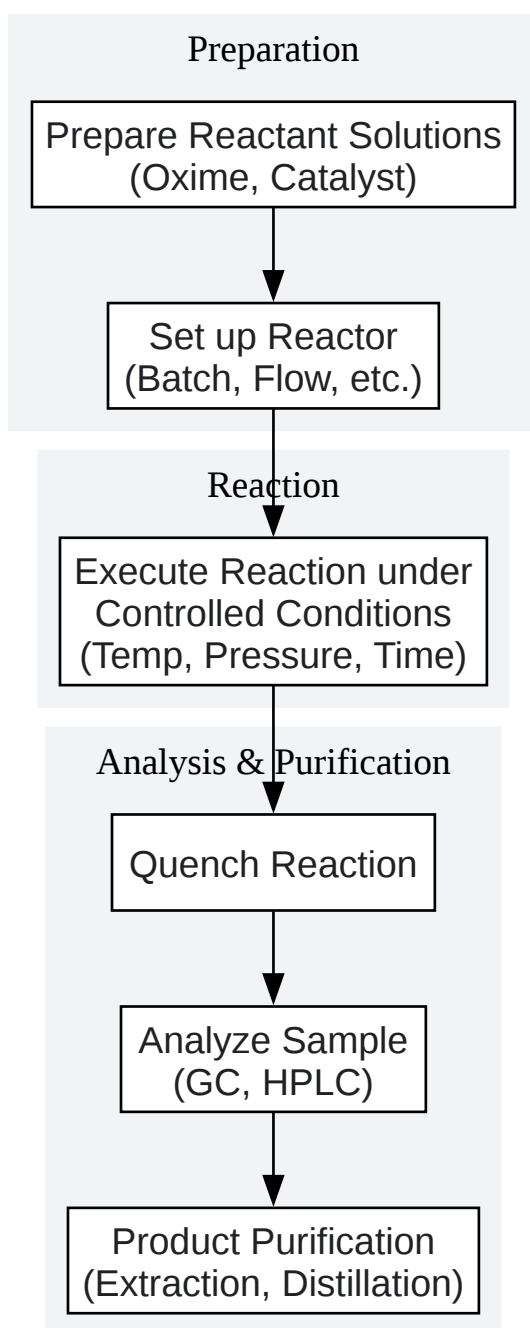 Preparation
Prepare Reactant Solutions
(Oxime, Catalyst)
Set up Reactor
(Batch, Flow, etc.)
Reaction
Execute Reaction under
Controlled Conditions
(Temp, Pressure, Time)
Analysis & Purification
Quench Reaction
Analyze Sample
(GC, HPLC)
Product Purification
(Extraction, Distillation)